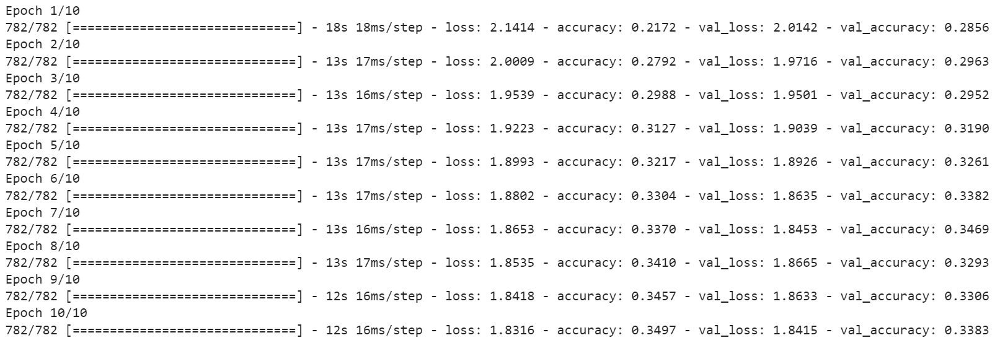 Epoch 1/10
782/782 [==============================] - 18s 18ms/step - loss: 2.1414 - accuracy: 0.2172 - val_loss: 2.0142 - val_accuracy: 0.2856
Epoch 2/10
782/782 [==============================] - 13s 17ms/step - loss: 2.0009 - accuracy: 0.2792 - val_loss: 1.9716 - val_accuracy: 0.2963
Epoch 3/10
782/782 [==============================] - 13s 16ms/step - loss: 1.9539 - accuracy: 0.2988 - val_loss: 1.9501 - val_accuracy: 0.2952
Epoch 4/10
782/782 [==============================] - 13s 17ms/step - loss: 1.9223 - accuracy: 0.3127 - val_loss: 1.9039 - val_accuracy: 0.3190
Epoch 5/10
782/782 [==============================] - 13s 17ms/step - loss: 1.8993 - accuracy: 0.3217 - val_loss: 1.8926 - val_accuracy: 0.3261
Epoch 6/10
782/782 [==============================] - 13s 17ms/step - loss: 1.8802 - accuracy: 0.3304 - val_loss: 1.8635 - val_accuracy: 0.3382
Epoch 7/10
782/782 [==============================] - 13s 16ms/step - loss: 1.8653 - accuracy: 0.3370 - val_loss: 1.8453 - val_accuracy: 0.3469
Epoch 8/10
782/782 [==============================] - 13s 17ms/step - loss: 1.8535 - accuracy: 0.3410 - val_loss: 1.8665 - val_accuracy: 0.3293
Epoch 9/10
782/782 [==============================] - 12s 16ms/step - loss: 1.8418 - accuracy: 0.3457 - val_loss: 1.8633 - val_accuracy: 0.3306
Epoch 10/10
782/782 [==============================] - 12s 16ms/step - loss: 1.8316 - accuracy: 0.3497 - val_loss: 1.8415 - val_accuracy: 0.3383